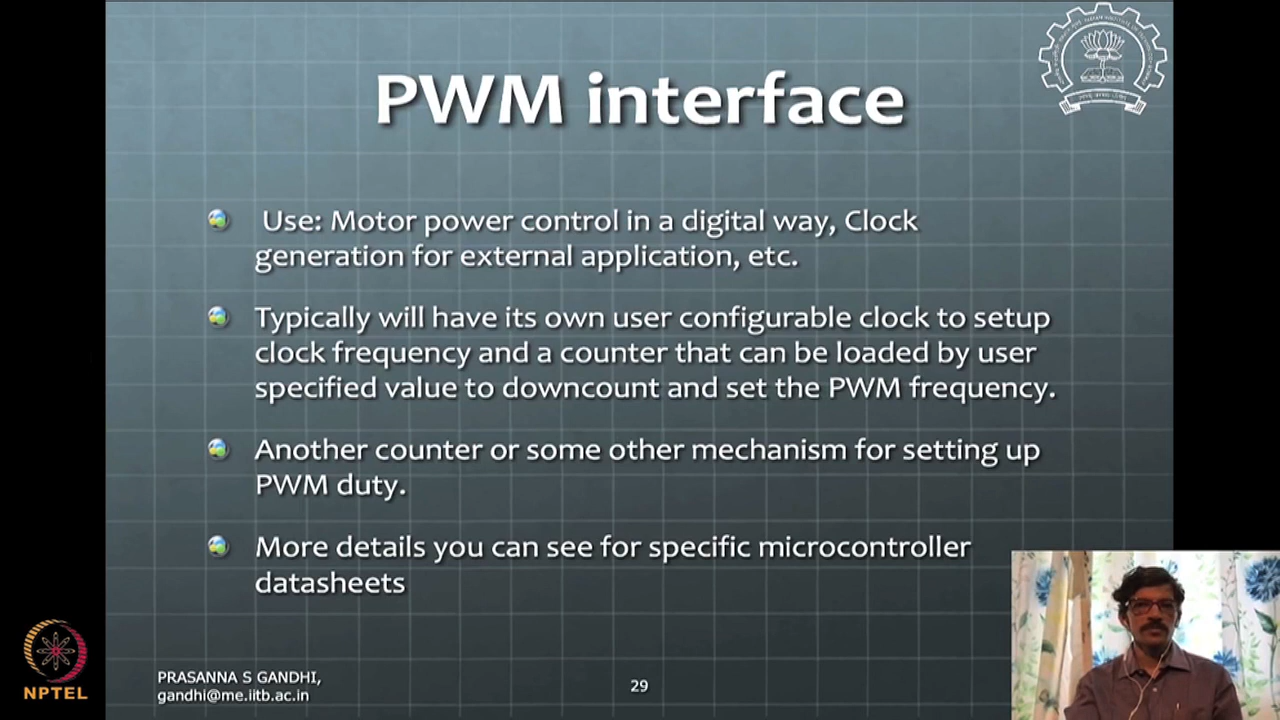 PWM interface
Use: Motor power control in a digital way, Clock
generation for external application, etc.
Typically will have its own user configurable clock to setup
clock frequency and a counter that can be loaded by user
specified value to downcount and set the PWM frequency.
Another counter or some other mechanism for setting up
PWM duty.
More details you can see for specific microcontroller
datasheets
PRASANNA S GANDHI,
gandhi@me.iitb.ac.in
29
NPTEL